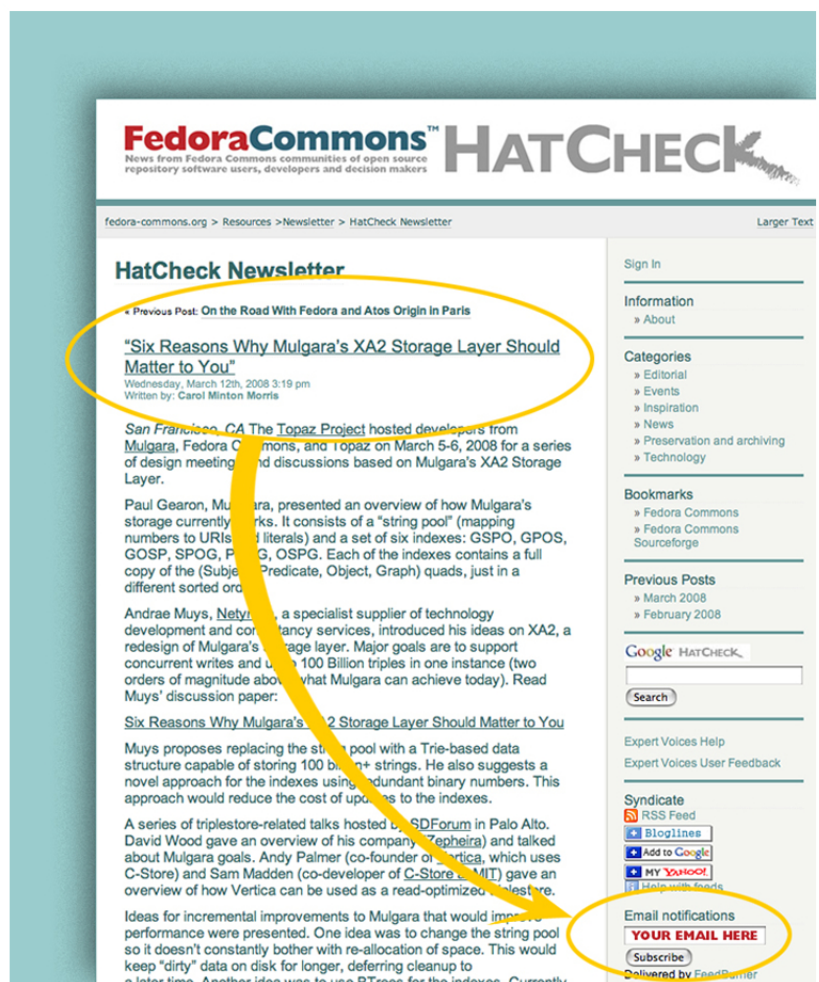 FedoraCommons™ HATCHECK
News from Fedora Commons communities of open source
repository software users, developers and decision makers
fedora-commons.org > Resources >Newsletter > HatCheck Newsletter
Larger Text
HatCheck Newsletter
« Previous Post: On the Road With Fedora and Atos Origin in Paris
"Six Reasons Why Mulgara's XA2 Storage Layer Should
Matter to You"
Wednesday, March 12th, 2008 3:19 pm
Written by: Carol Minton Morris
San Francisco, CA The Topaz Project hosted developers from
Mulgara, Fedora Commons, and Topaz on March 5-6, 2008 for a series
of design meetings and discussions based on Mulgara's XA2 Storage
Layer.
Paul Gearon, Mulgara, presented an overview of how Mulgara's
storage currently works. It consists of a "string pool" (mapping
numbers to URIs and literals) and a set of six indexes: GSPO, GPOS,
GOSP, SPOG, POSG, OSPG. Each of the indexes contains a full
copy of the (Subject, Predicate, Object, Graph) quads, just in a
different sorted order.
Andrae Muys, Netymon, a specialist supplier of technology
development and consultancy services, introduced his ideas on XA2, a
redesign of Mulgara's storage layer. Major goals are to support
concurrent writes and up to 100 Billion triples in one instance (two
orders of magnitude above what Mulgara can achieve today). Read
Muys' discussion paper:
Six Reasons Why Mulgara's XA2 Storage Layer Should Matter to You
Muys proposes replacing the string pool with a Trie-based data
structure capable of storing 100 billion+ strings. He also suggests a
novel approach for the indexes using redundant binary numbers. This
approach would reduce the cost of updates to the indexes.
A series of triplestore-related talks hosted by SDForum in Palo Alto.
David Wood gave an overview of his company (Zepheira) and talked
about Mulgara goals. Andy Palmer (co-founder of Vertica, which uses
C-Store) and Sam Madden (co-developer of C-Store at MIT) gave an
overview of how Vertica can be used as a read-optimized triplestore.
Ideas for incremental improvements to Mulgara that would improve
performance were presented. One idea was to change the string pool
so it doesn't constantly bother with re-allocation of space. This would
keep "dirty" data on disk for longer, deferring cleanup to
a later time. Another idea was to use BTrees for the indexes. Currently
Sign In
Information
» About
Categories
» Editorial
» Events
» Inspiration
» News
» Preservation and archiving
» Technology
Bookmarks
» Fedora Commons
» Fedora Commons
Sourceforge
Previous Posts
» March 2008
» February 2008
Google HATCHECK
Search
Expert Voices Help
Expert Voices User Feedback
Syndicate
RSS Feed
Bloglines
Add to Google
MY YAHOO!
Help with feeds
Email notifications
YOUR EMAIL HERE
Subscribe
Delivered by FeedBurner